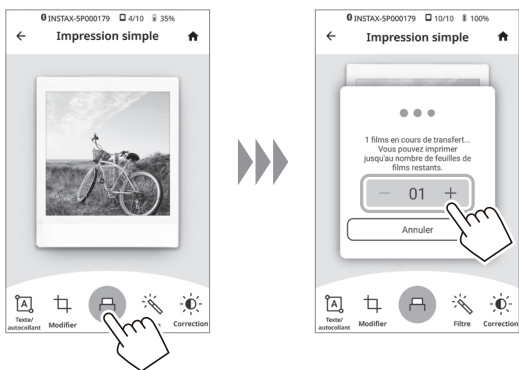 INSTAX-5P000179 4/10 35%
Impression simple
Texte/
autocollant
Modifier
Correction
INSTAX-5P000179 10/10 100%
Impression simple
1 films en cours de transfert...
Vous pouvez imprimer
jusqu'au nombre de feuilles de
films restants.
— 01 +
Annuler
Texte/
autocollant
Modifier
Filtre
Correction